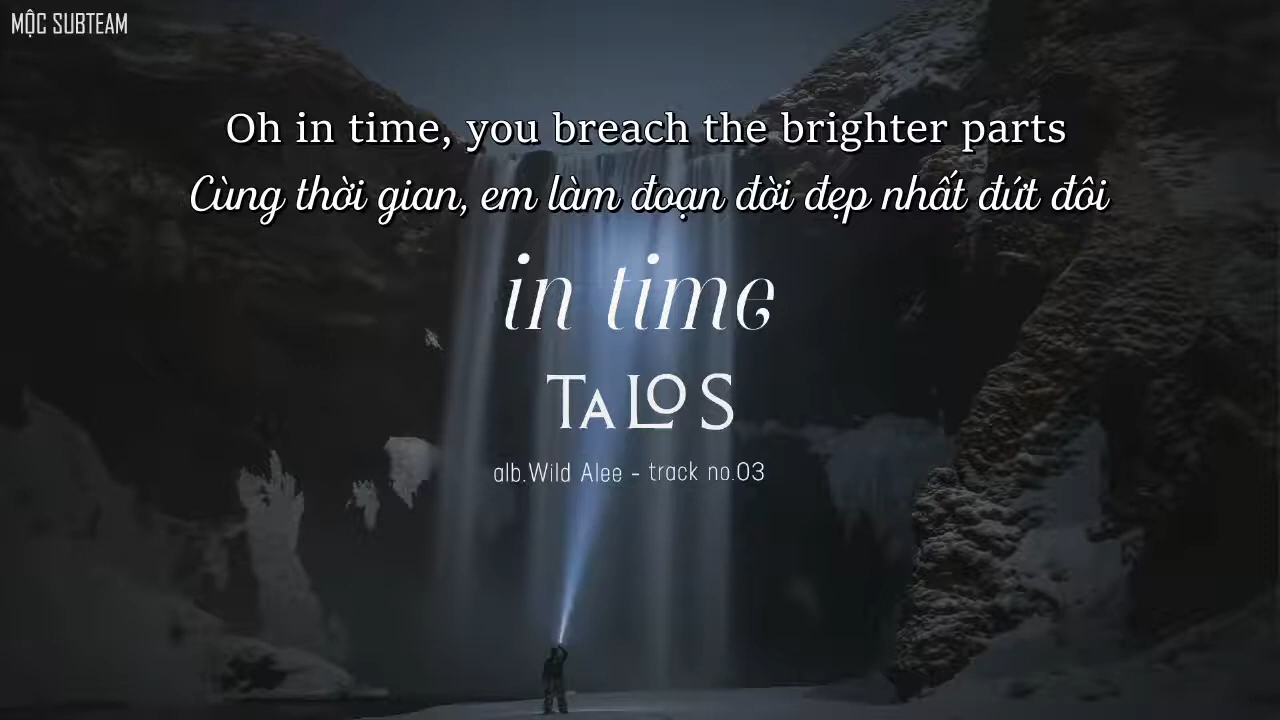 MỘC SUBTEAM
Oh in time, you breach the brighter parts
Cùng thời gian, em làm đoạn đời đẹp nhất đứt đôi
in time
TALOS
alb.Wild Alee - track no.03